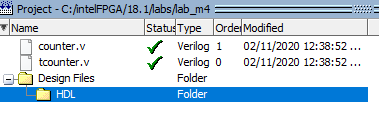 Project - C:/intelFPGA/18.1/labs/lab_m4
Name Status Type Order Modified
counter.v Verilog 1 02/11/2020 12:38:52 ...
tcounter.v Verilog 0 02/11/2020 12:38:52 ...
Design Files Folder
HDL Folder